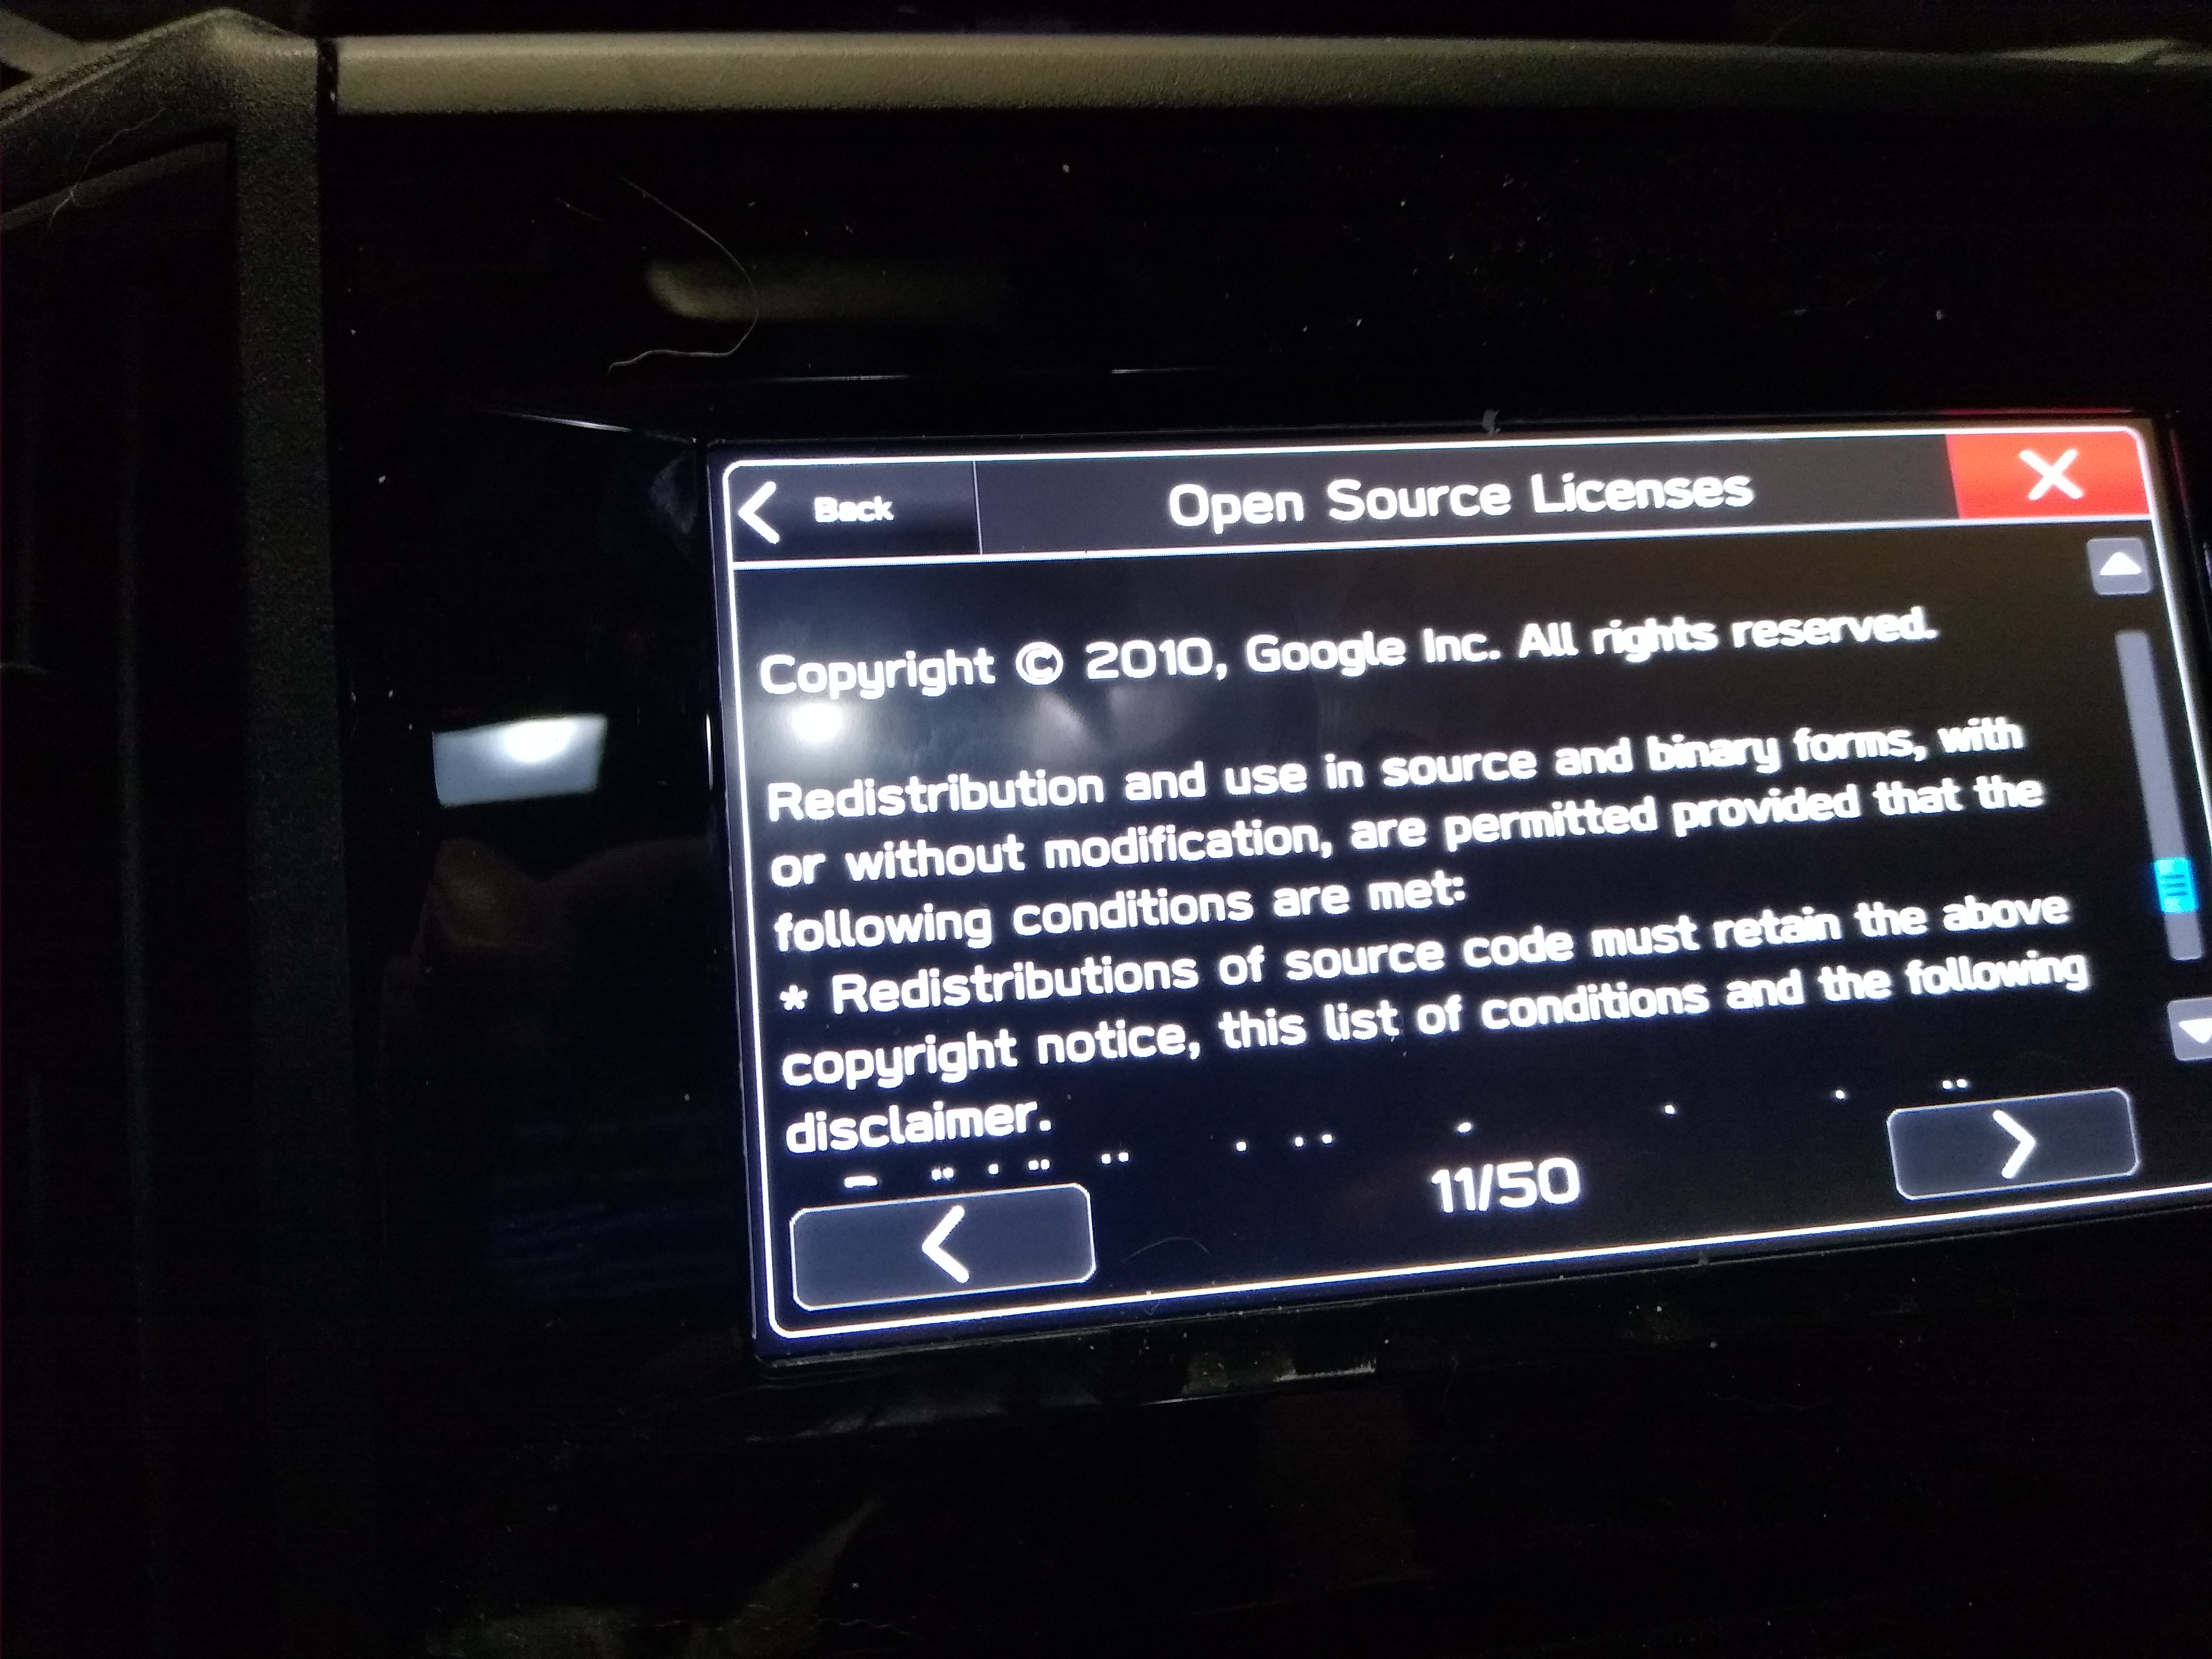 Back
Open Source Licenses
Copyright © 2010, Google Inc. All rights reserved.
Redistribution and use in source and binary forms, with
or without modification, are permitted provided that the
following conditions are met:
* Redistributions of source code must retain the above
copyright notice, this list of conditions and the following
disclaimer.
11/50